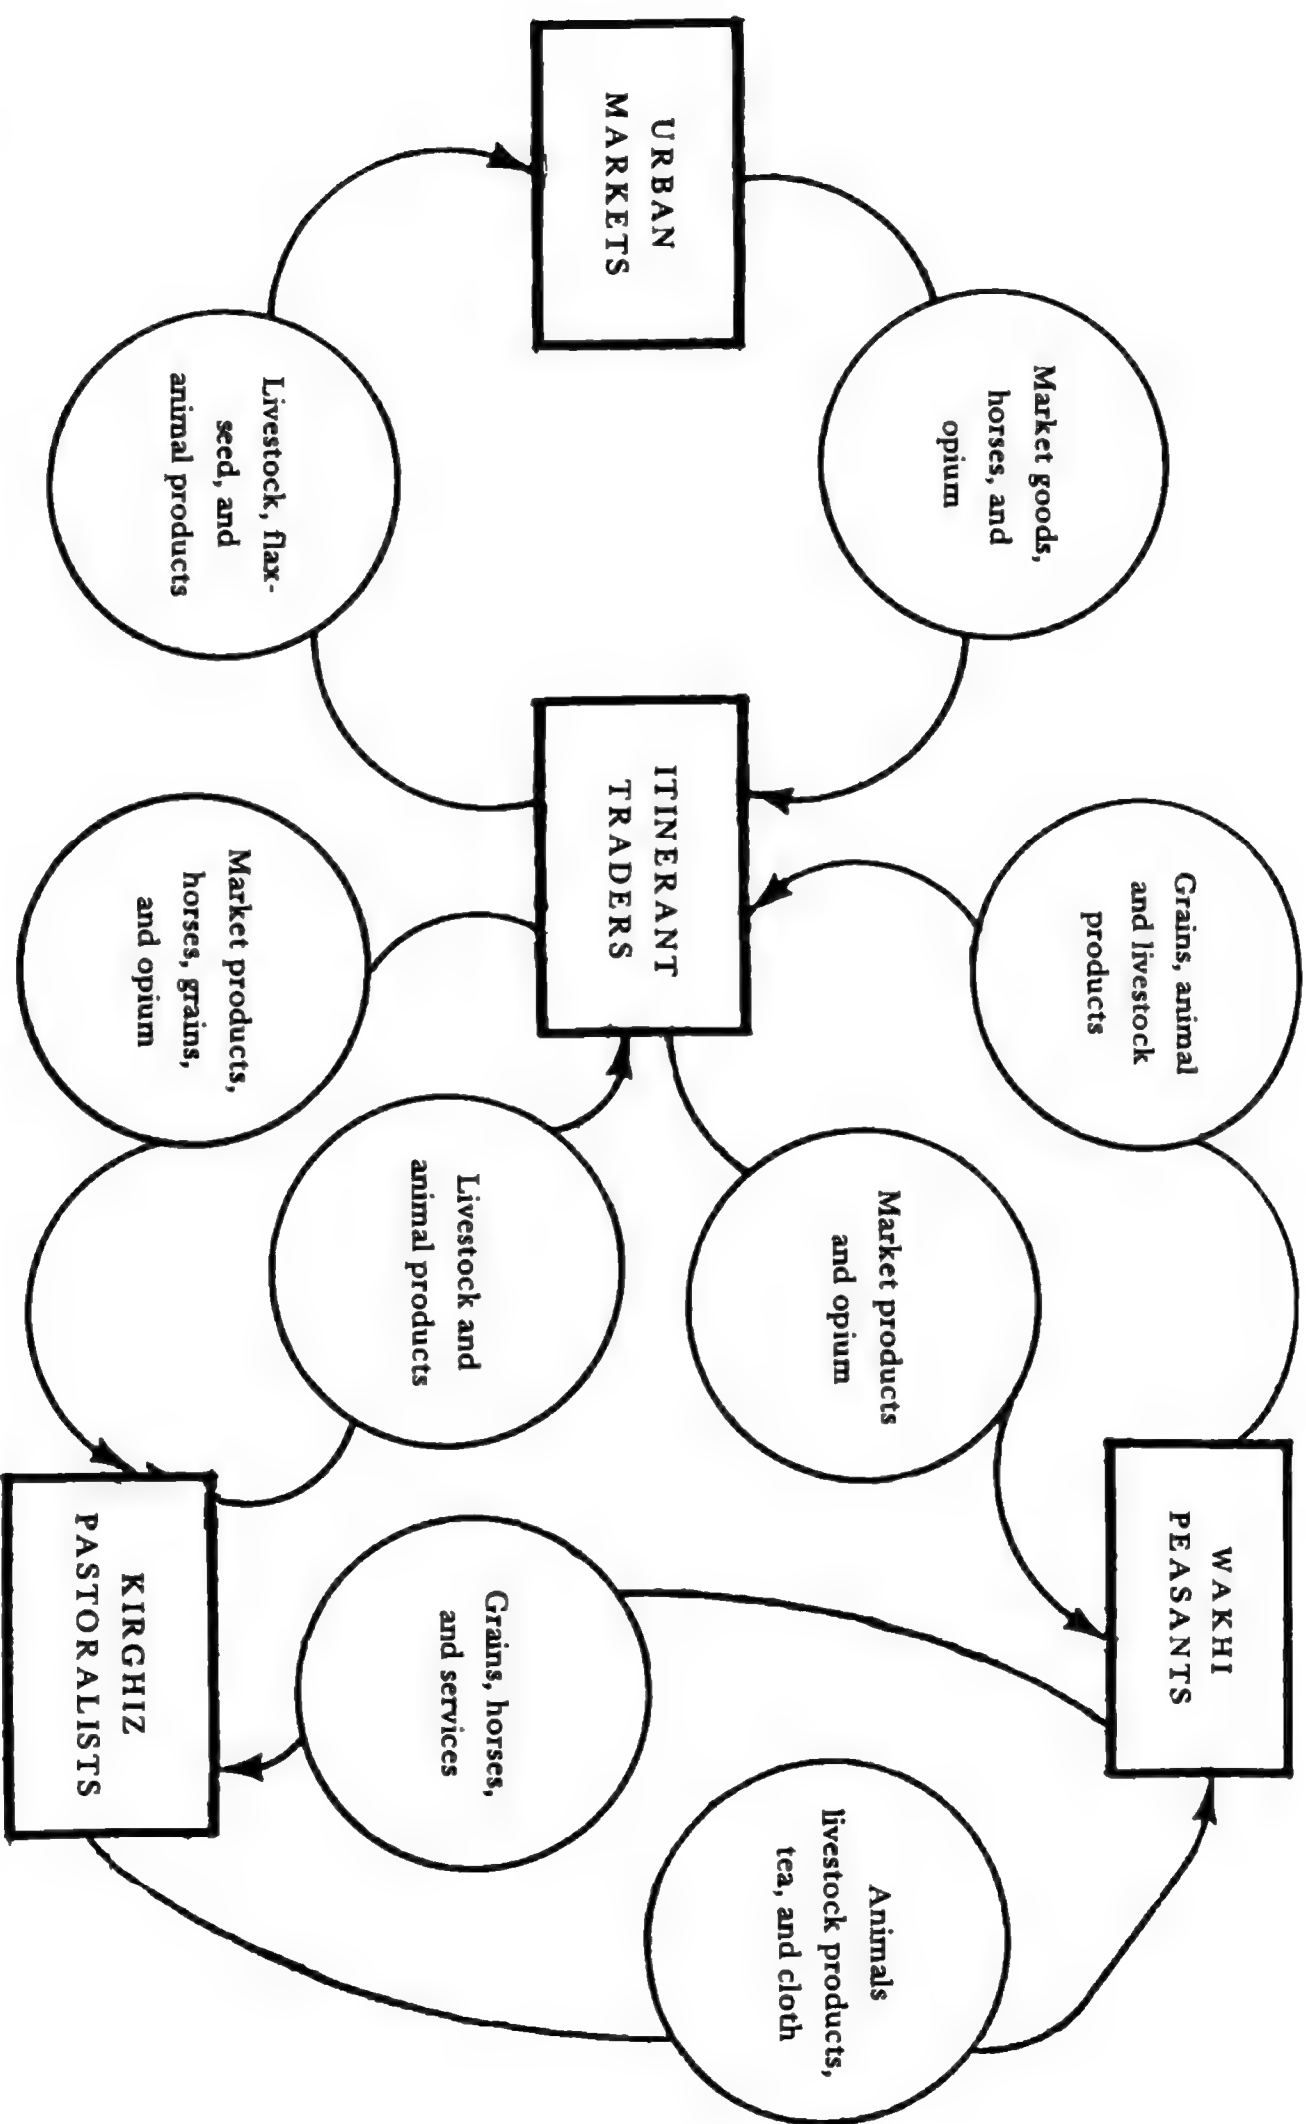 URBAN
MARKETS
Market goods,
horses, and
opium
Livestock, flax-
seed, and
animal products
ITINERANT
TRADERS
Grains, animal
and livestock
products
Market products
and opium
Livestock and
animal products
Market products,
horses, grains,
and opium
WAKHI
PEASANTS
Grains, horses,
and services
Animals
livestock products,
tea, and cloth
KIRGHIZ
PASTORALISTS